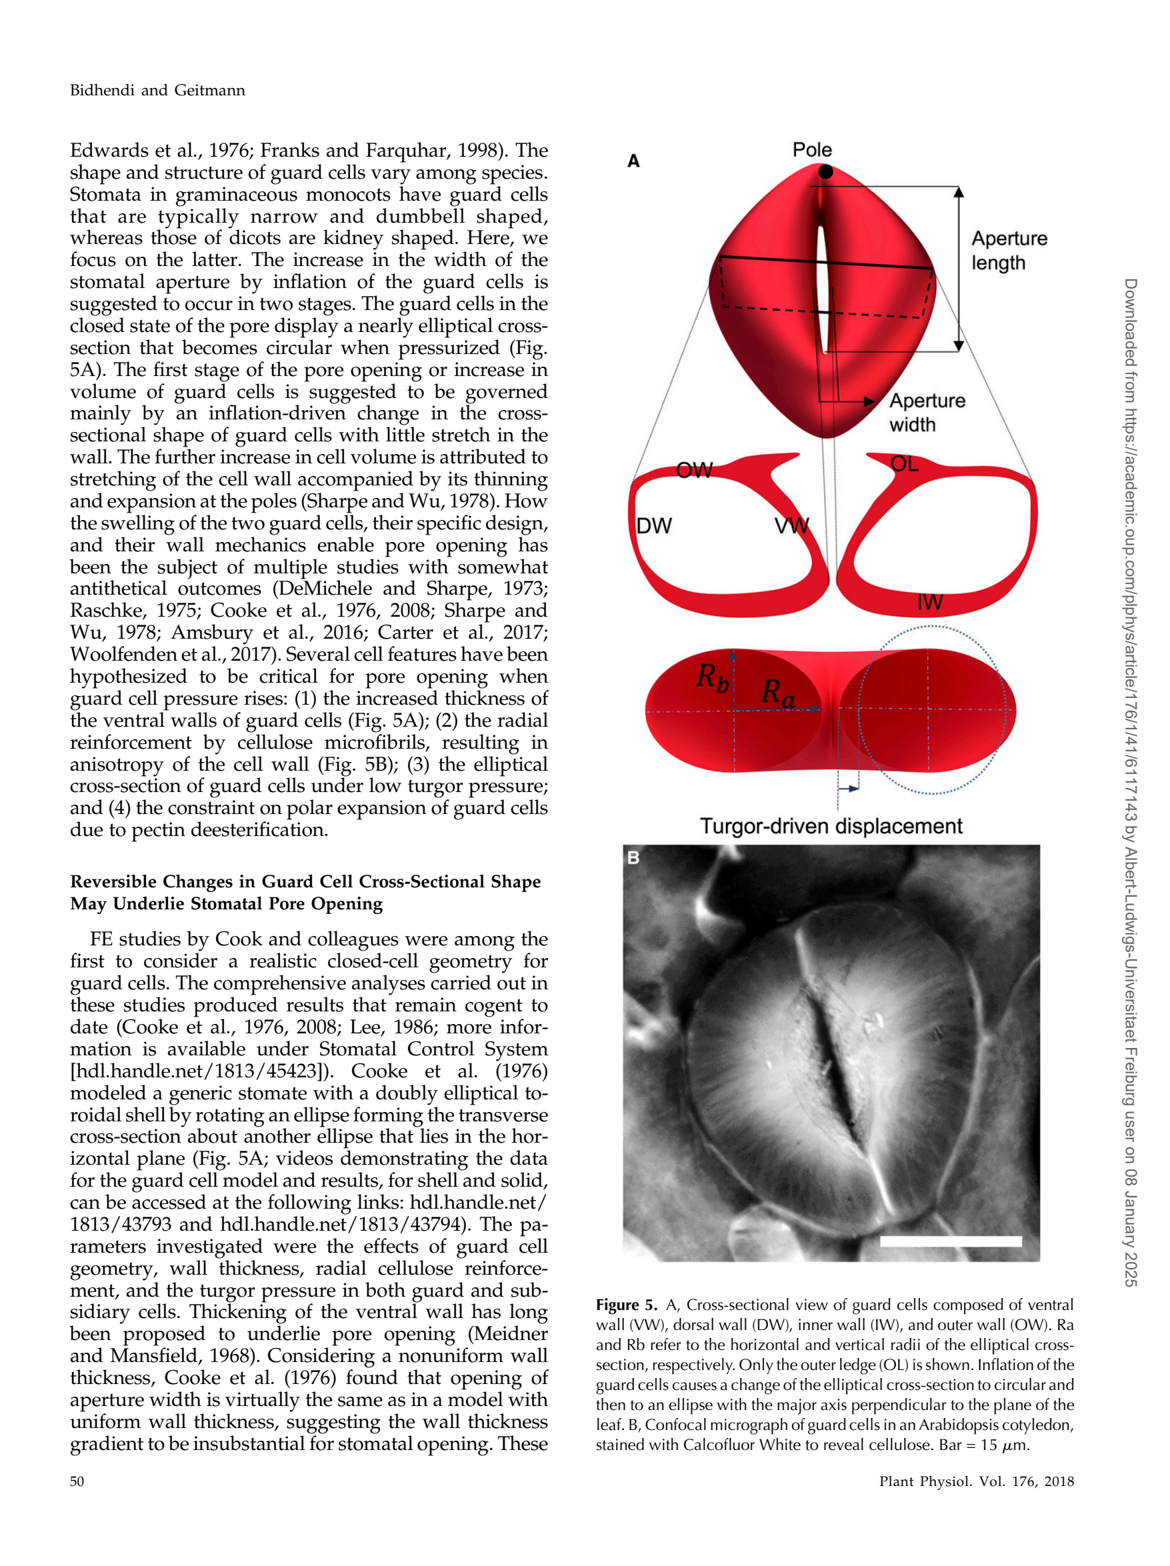 Bidhendi and Geitmann
Edwards et al., 1976; Franks and Farquhar, 1998). The
shape and structure of guard cells vary among species.
Stomata in graminaceous monocots have guard cells
that are typically narrow and dumbbell shaped,
whereas those of dicots are kidney shaped. Here, we
focus on the latter. The increase in the width of the
stomatal aperture by inflation of the guard cells is
suggested to occur in two stages. The guard cells in the
closed state of the pore display a nearly elliptical cross-
section that becomes circular when pressurized (Fig.
5A). The first stage of the pore opening or increase in
volume of guard cells is suggested to be governed
mainly by an inflation-driven change in the cross-
sectional shape of guard cells with little stretch in the
wall. The further increase in cell volume is attributed to
stretching of the cell wall accompanied by its thinning
and expansion at the poles (Sharpe and Wu, 1978). How
the swelling of the two guard cells, their specific design,
and their wall mechanics enable pore opening has
been the subject of multiple studies with somewhat
antithetical outcomes (DeMichele and Sharpe, 1973;
Raschke, 1975; Cooke et al., 1976, 2008; Sharpe and
Wu, 1978; Amsbury et al., 2016; Carter et al., 2017;
Woolfenden et al., 2017). Several cell features have been
hypothesized to be critical for pore opening when
guard cell pressure rises: (1) the increased thickness of
the ventral walls of guard cells (Fig. 5A); (2) the radial
reinforcement by cellulose microfibrils, resulting in
anisotropy of the cell wall (Fig. 5B); (3) the elliptical
cross-section of guard cells under low turgor pressure;
and (4) the constraint on polar expansion of guard cells
due to pectin deesterification.
Reversible Changes in Guard Cell Cross-Sectional Shape
May Underlie Stomatal Pore Opening
FE studies by Cook and colleagues were among the
first to consider a realistic closed-cell geometry for
guard cells. The comprehensive analyses carried out in
these studies produced results that remain cogent to
date (Cooke et al., 1976, 2008; Lee, 1986; more infor-
mation is available under Stomatal Control System
[hdl.handle.net/1813/45423]). Cooke et al. (1976)
modeled a generic stomate with a doubly elliptical to-
roidal shell by rotating an ellipse forming the transverse
cross-section about another ellipse that lies in the hor-
izontal plane (Fig. 5A; videos demonstrating the data
for the guard cell model and results, for shell and solid,
can be accessed at the following links: hdl.handle.net/
1813/43793 and hdl.handle.net/1813/43794). The pa-
rameters investigated were the effects of guard cell
geometry, wall thickness, radial cellulose reinforce-
ment, and the turgor pressure in both guard and sub-
sidiary cells. Thickening of the ventral wall has long
been proposed to underlie pore opening (Meidner
and Mansfield, 1968). Considering a nonuniform wall
thickness, Cooke et al. (1976) found that opening of
aperture width is virtually the same as in a model with
uniform wall thickness, suggesting the wall thickness
gradient to be insubstantial for stomatal opening. These
A
Pole
Aperture
length
Aperture
width
OW
OL
DW
VW
IW
Rb
Ra
Turgor-driven displacement
B
Figure 5. A, Cross-sectional view of guard cells composed of ventral
wall (VW), dorsal wall (DW), inner wall (IW), and outer wall (OW). Ra
and Rb refer to the horizontal and vertical radii of the elliptical cross-
section, respectively. Only the outer ledge (OL) is shown. Inflation of the
guard cells causes a change of the elliptical cross-section to circular and
then to an ellipse with the major axis perpendicular to the plane of the
leaf. B, Confocal micrograph of guard cells in an Arabidopsis cotyledon,
stained with Calcofluor White to reveal cellulose. Bar = 15 μm.
50
Plant Physiol. Vol. 176, 2018
Downloaded from https://academic.oup.com/plphys/article/176/1/41/6117143 by Albert-Ludwigs-Universitaet Freiburg user on 08 January 2025